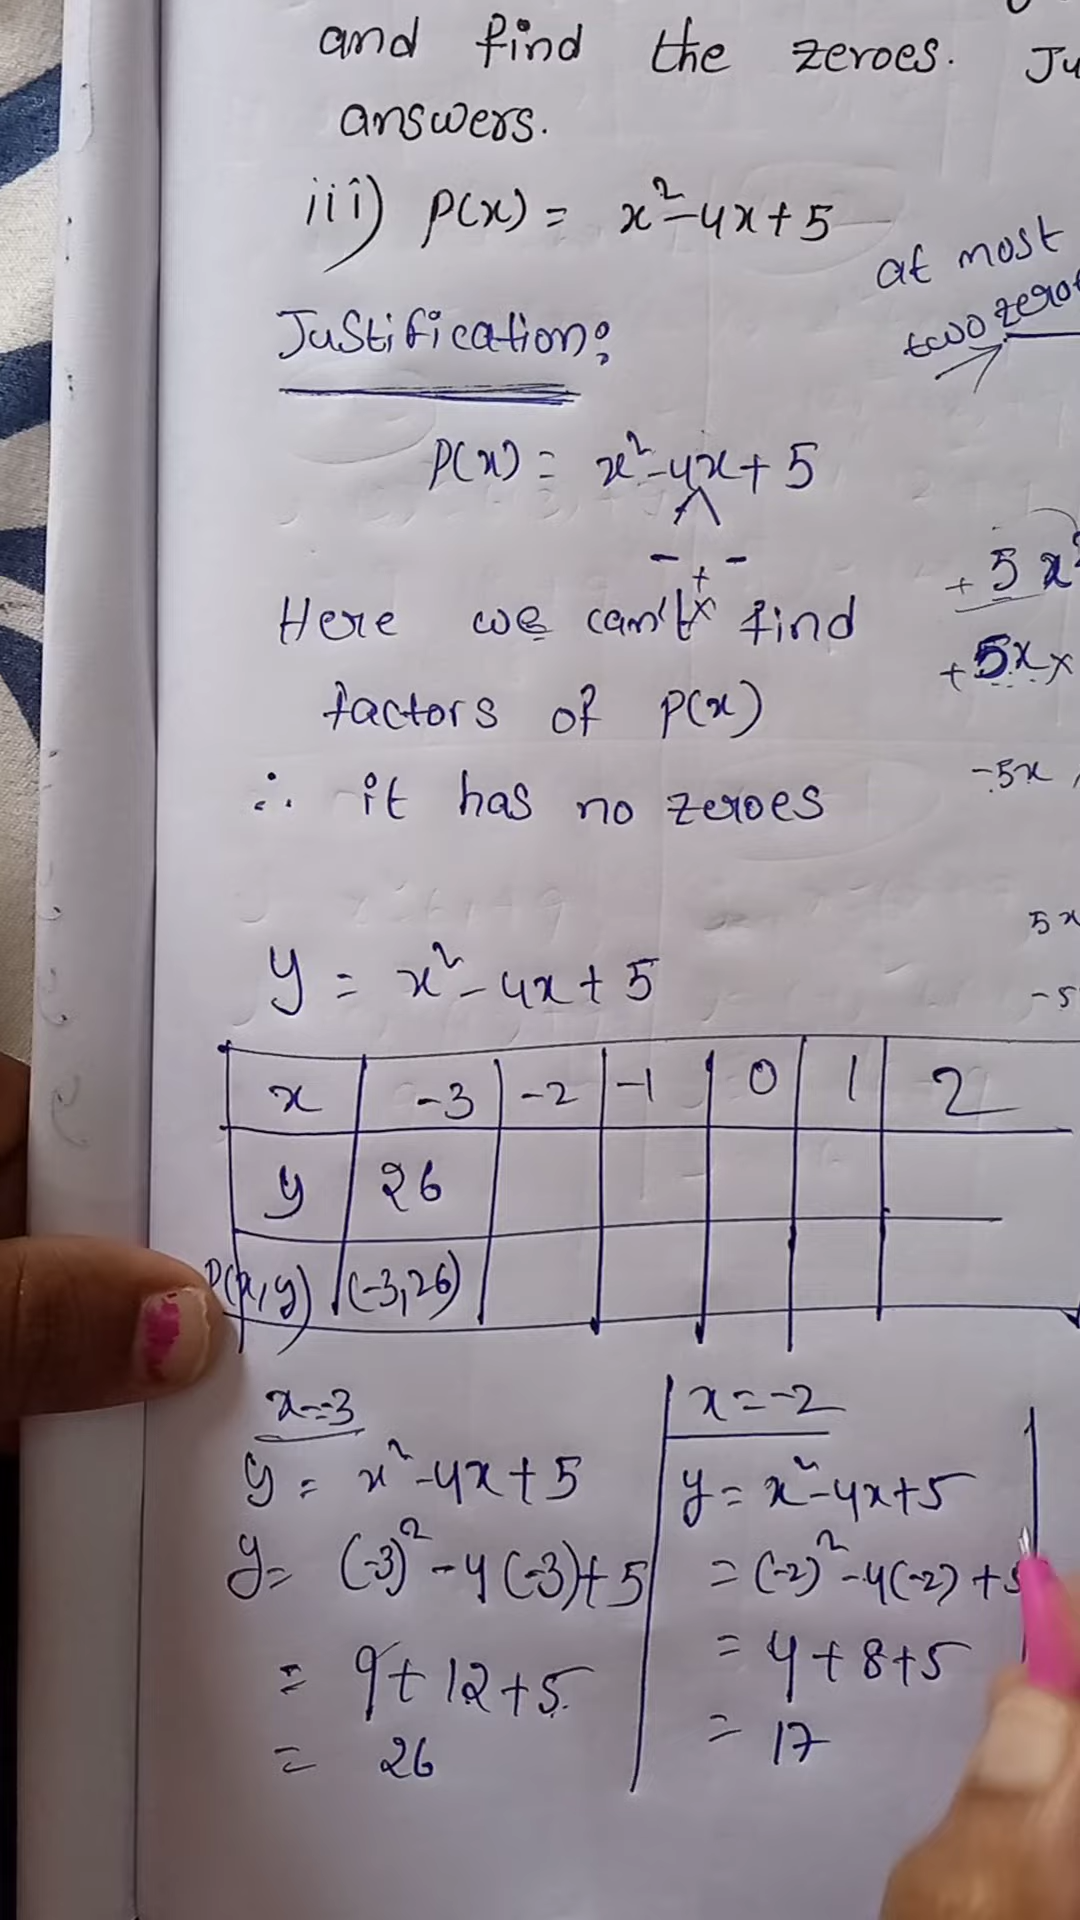 and find the zeroes. Ju
answers.
iii) P(x) = x²-4x+5
at most
two zeroe
Justification:
P(x) = x²-4x+5
- + -
x
Here we can't find
+5x²
factors of P(x)
+5x x
∴ it has no zeroes
-5x
5x
-5
y = x²-4x+5
x -3 -2 -1 0 1 2
y 26
P(x,y) (-3,26)
x=-3
y = x²-4x+5
y= (-3)²-4(-3)+5
= 9+12+5
= 26
x=-2
y= x²-4x+5
= (-2)²-4(-2)+5
= 4+8+5
= 17